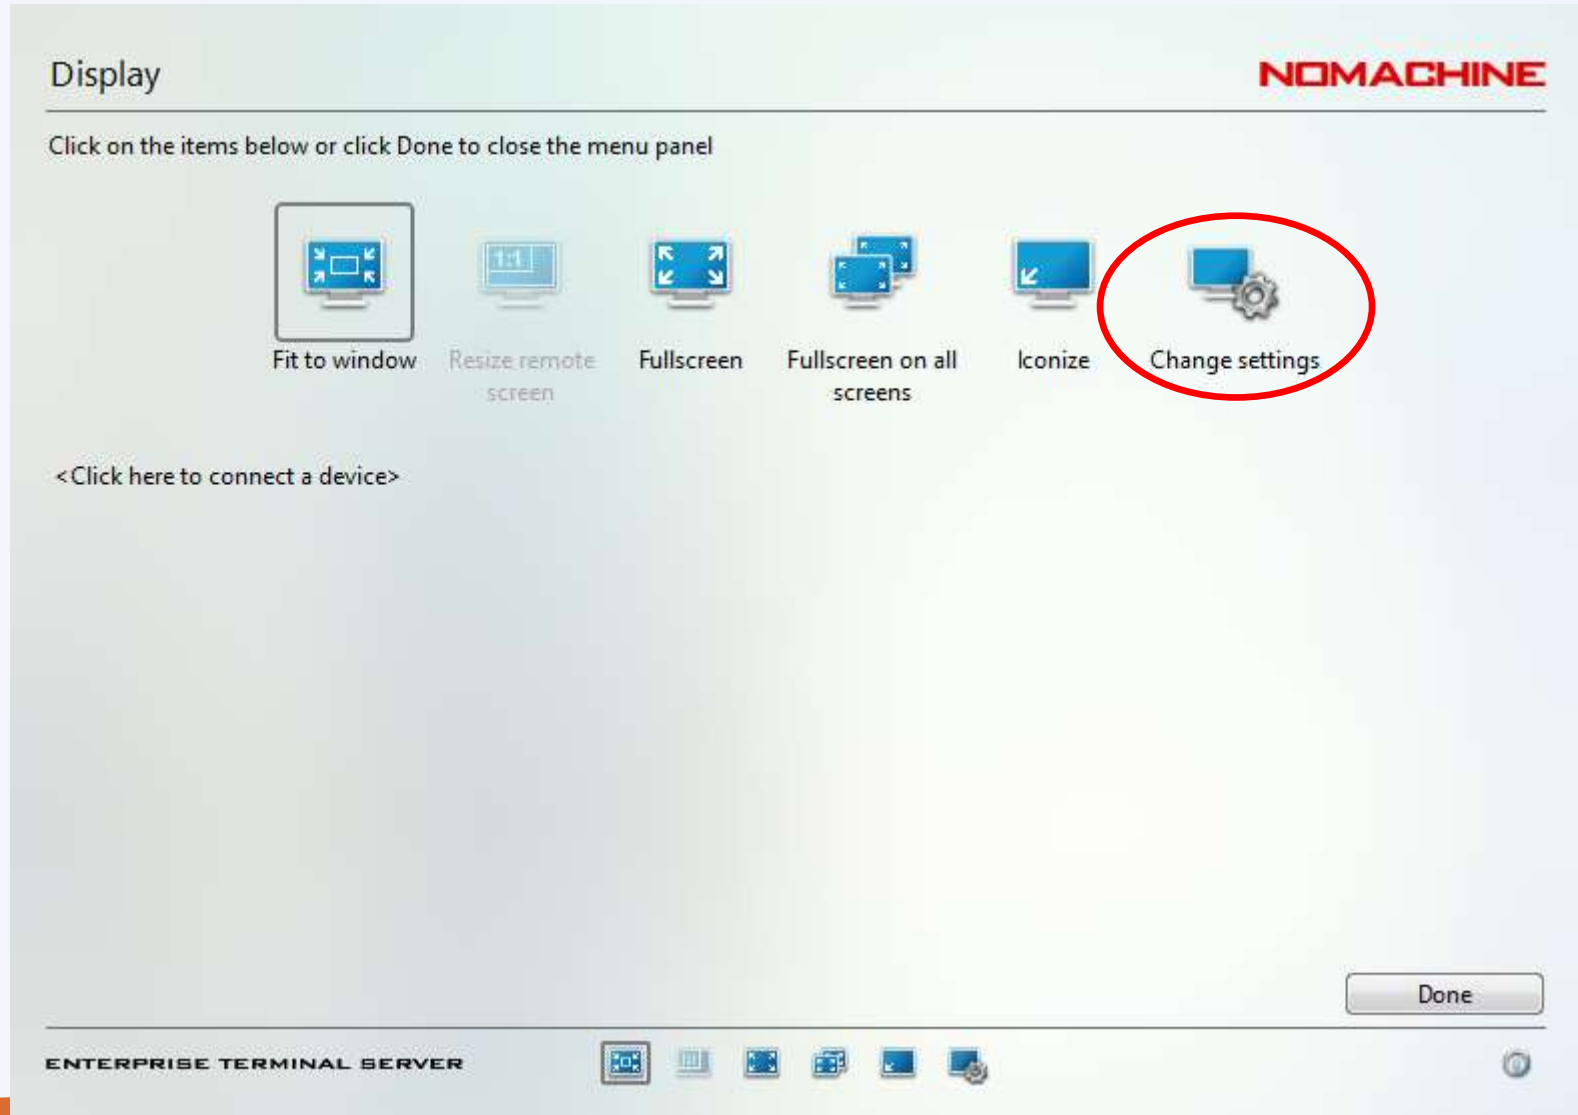 Display
NOMACHINE
Click on the items below or click Done to close the menu panel
1:1
Fit to window
Resize remote
screen
Fullscreen
Fullscreen on all
screens
Iconize
Change settings
<Click here to connect a device>
Done
ENTERPRISE TERMINAL SERVER